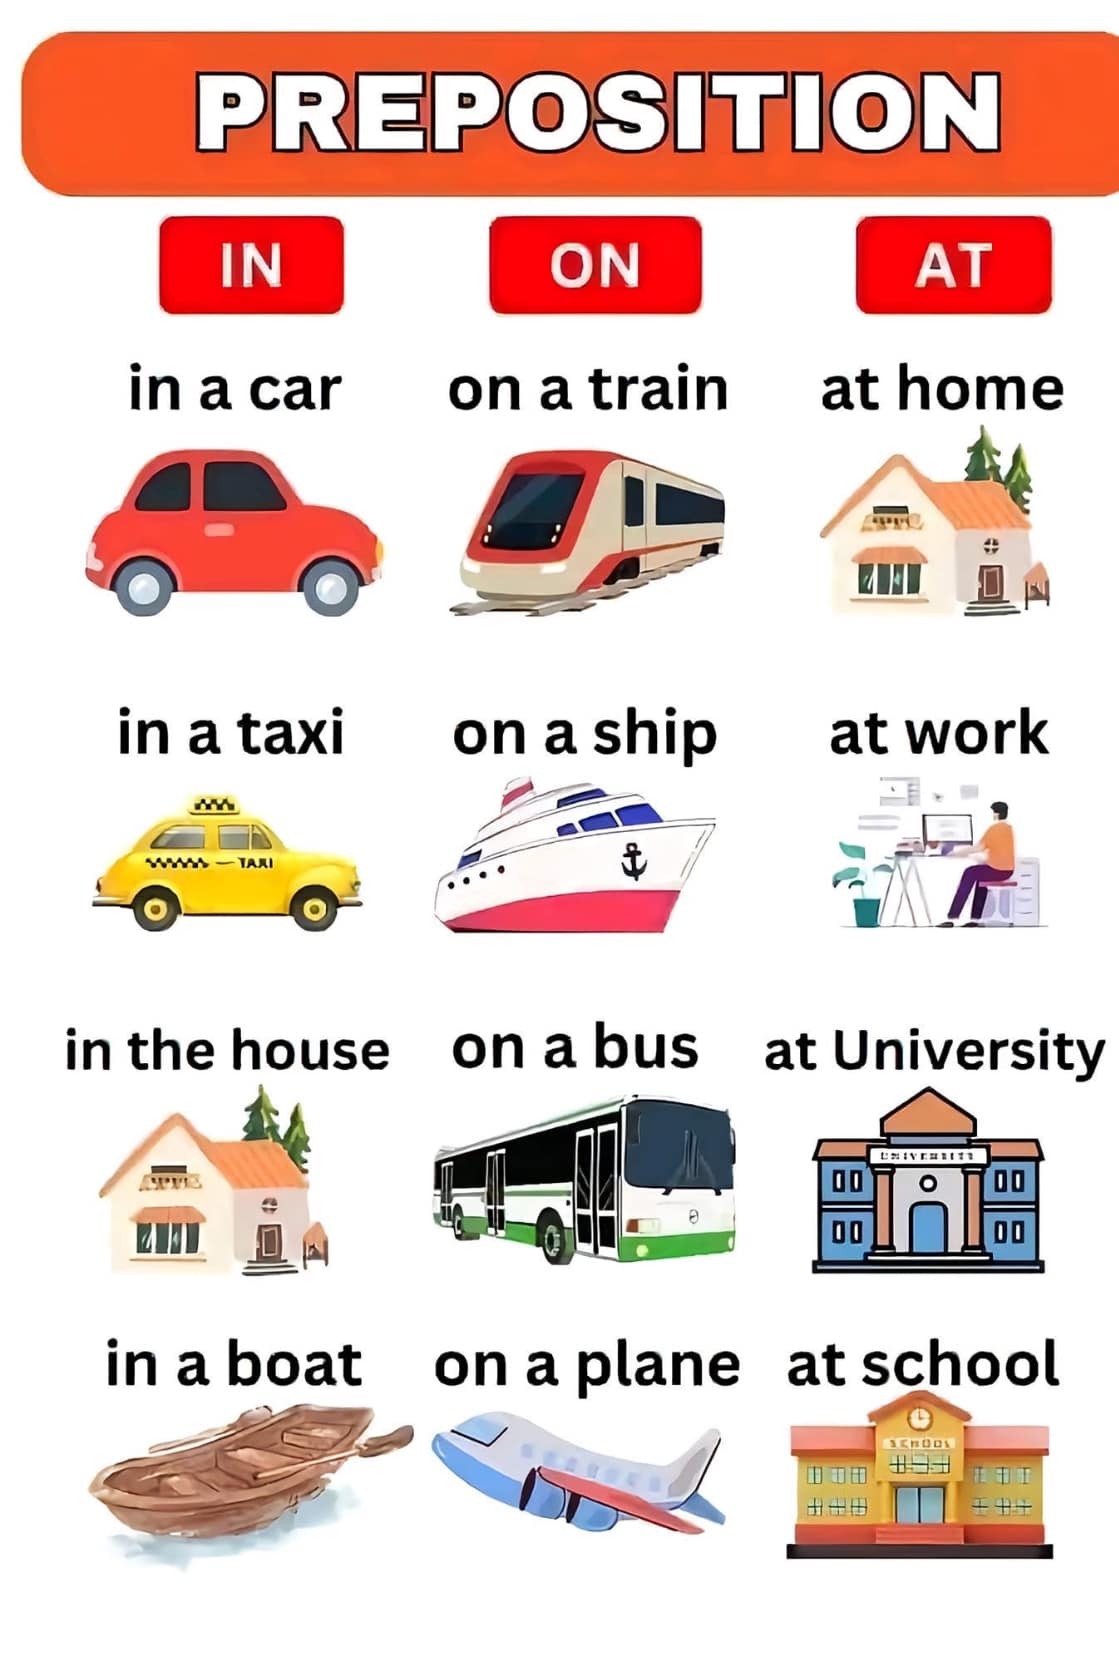 PREPOSITION
IN
ON
AT
in a car
on a train
at home
in a taxi
on a ship
at work
TAXI
in the house
on a bus
at University
UNIVERSITY
in a boat
on a plane
at school
SCHOOL